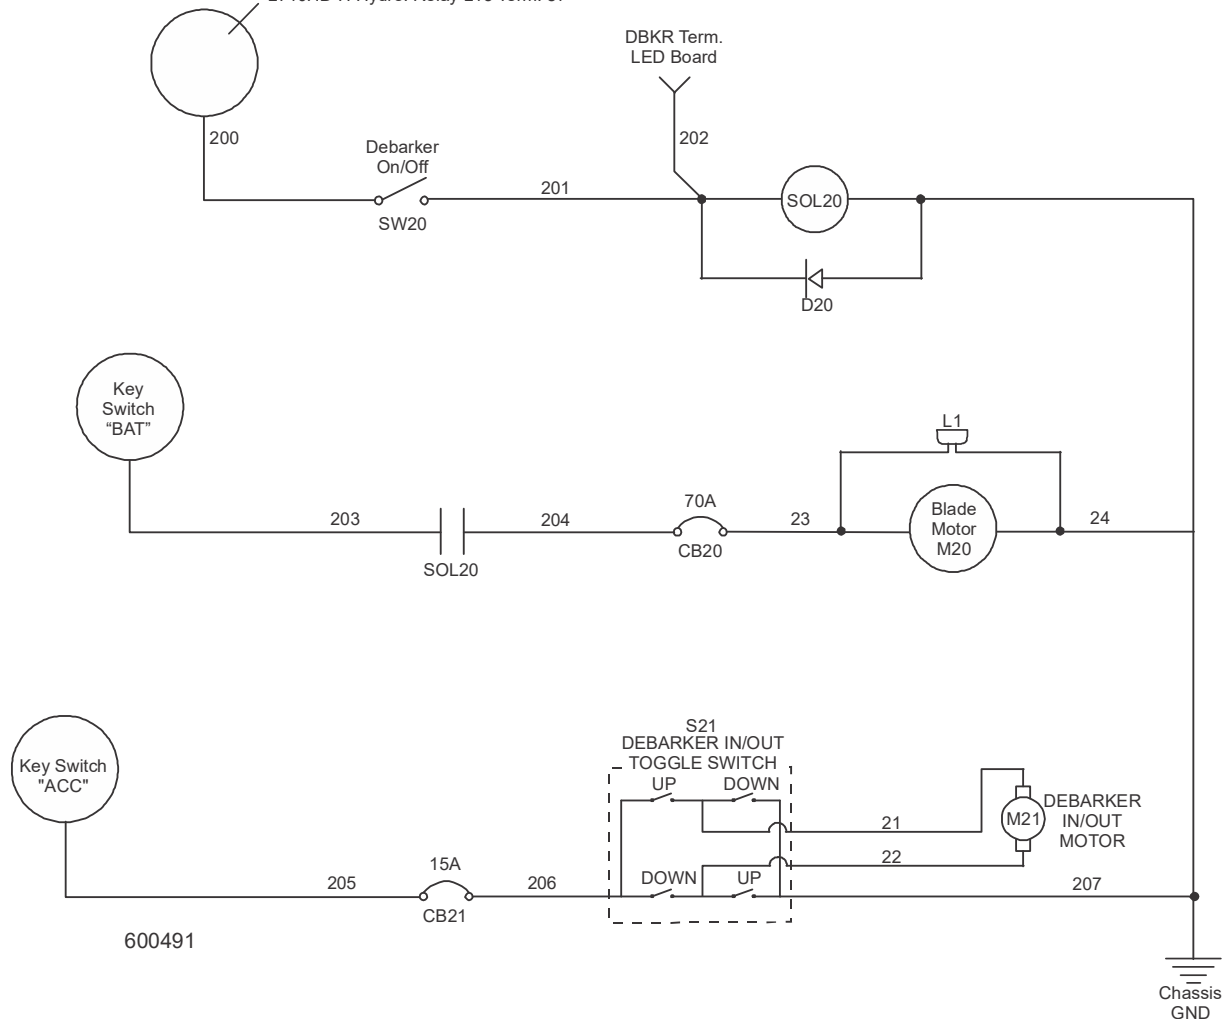 DBKR Term.
LED Board
200
202
Debarker
On/Off
201
SW20
SOL20
D20
Key
Switch
“BAT”
L1
70A
203
204
23
24
Blade
Motor
M20
SOL20
CB20
S21
DEBARKER IN/OUT
TOGGLE SWITCH
Key Switch
"ACC"
UP
DOWN
21
M21
DEBARKER
IN/OUT
MOTOR
22
15A
DOWN
UP
205
206
207
CB21
600491
Chassis
GND